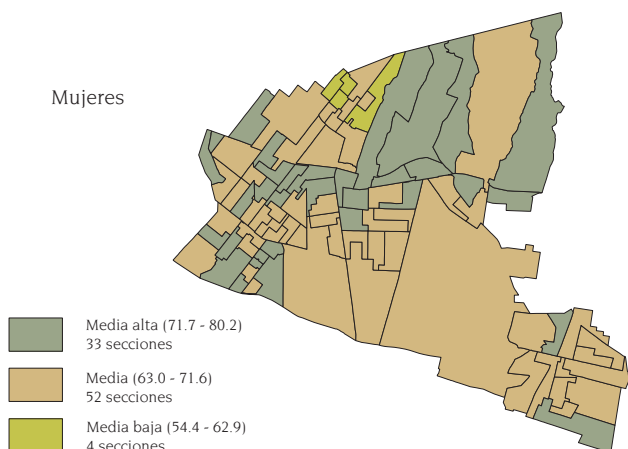 Mujeres
Media alta (71.7 - 80.2)
33 secciones
Media (63.0 - 71.6)
52 secciones
Media baja (54.4 - 62.9)
4 secciones